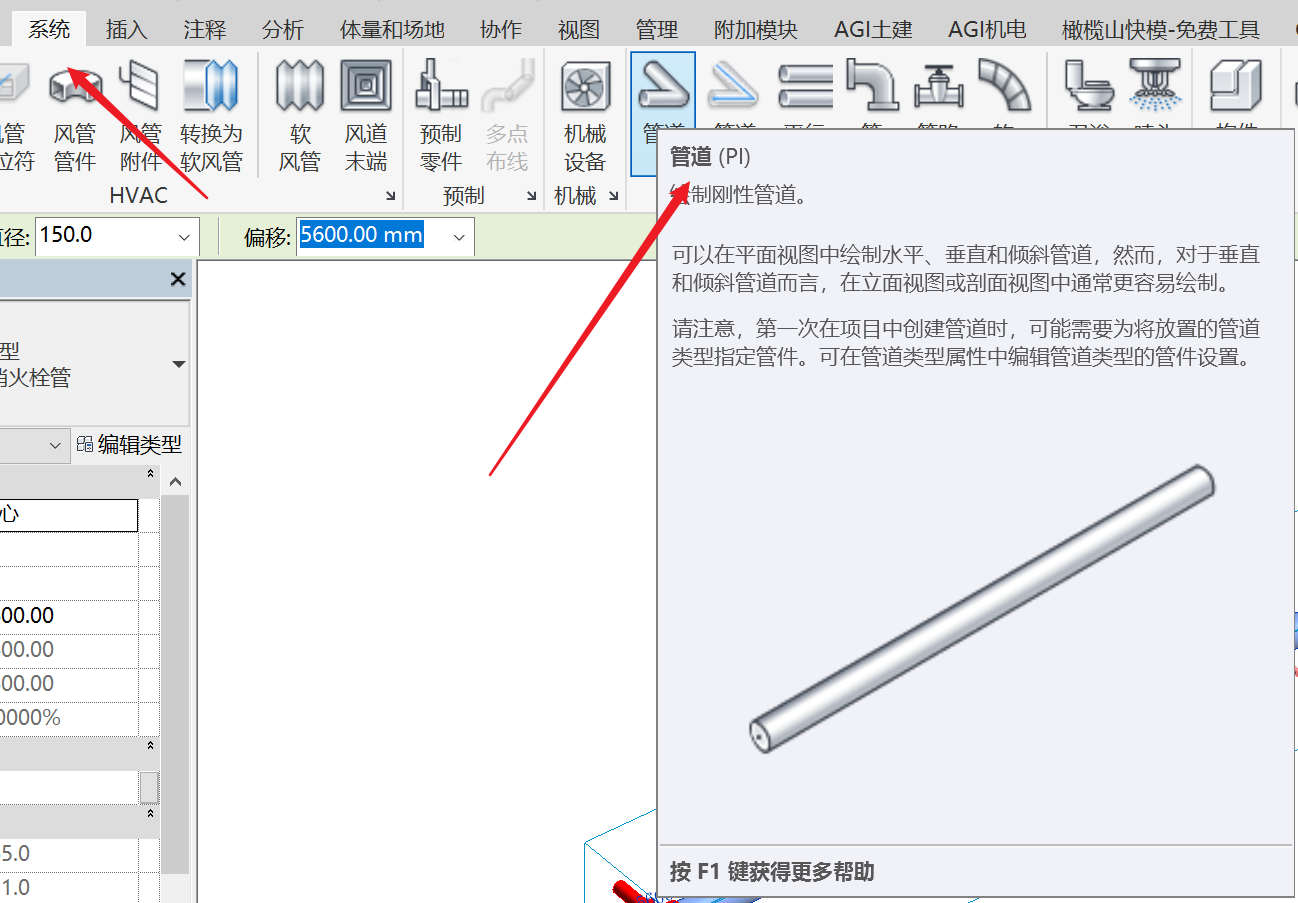 系统 插入 注释 分析 体量和场地 协作 视图 管理 附加模块 AGI土建 AGI机电 橄榄山快模-免费工具
管 风管 风管 转换为 软 风道 预制 多点 机械 管道
位符 管件 附件 软风管 风管 末端 零件 布线 设备
HVAC 预制 机械
直径: 150.0 偏移: 5600.00 mm
管道 (PI)
绘制刚性管道。
可以在平面视图中绘制水平、垂直和倾斜管道，然而，对于垂直
和倾斜管道而言，在立面视图或剖面视图中通常更容易绘制。
请注意，第一次在项目中创建管道时，可能需要为将放置的管道
类型指定管件。可在管道类型属性中编辑管道类型的管件设置。
型
消火栓管
编辑类型
心
00.00
00.00
00.00
0000%
5.0
1.0
按 F1 键获得更多帮助